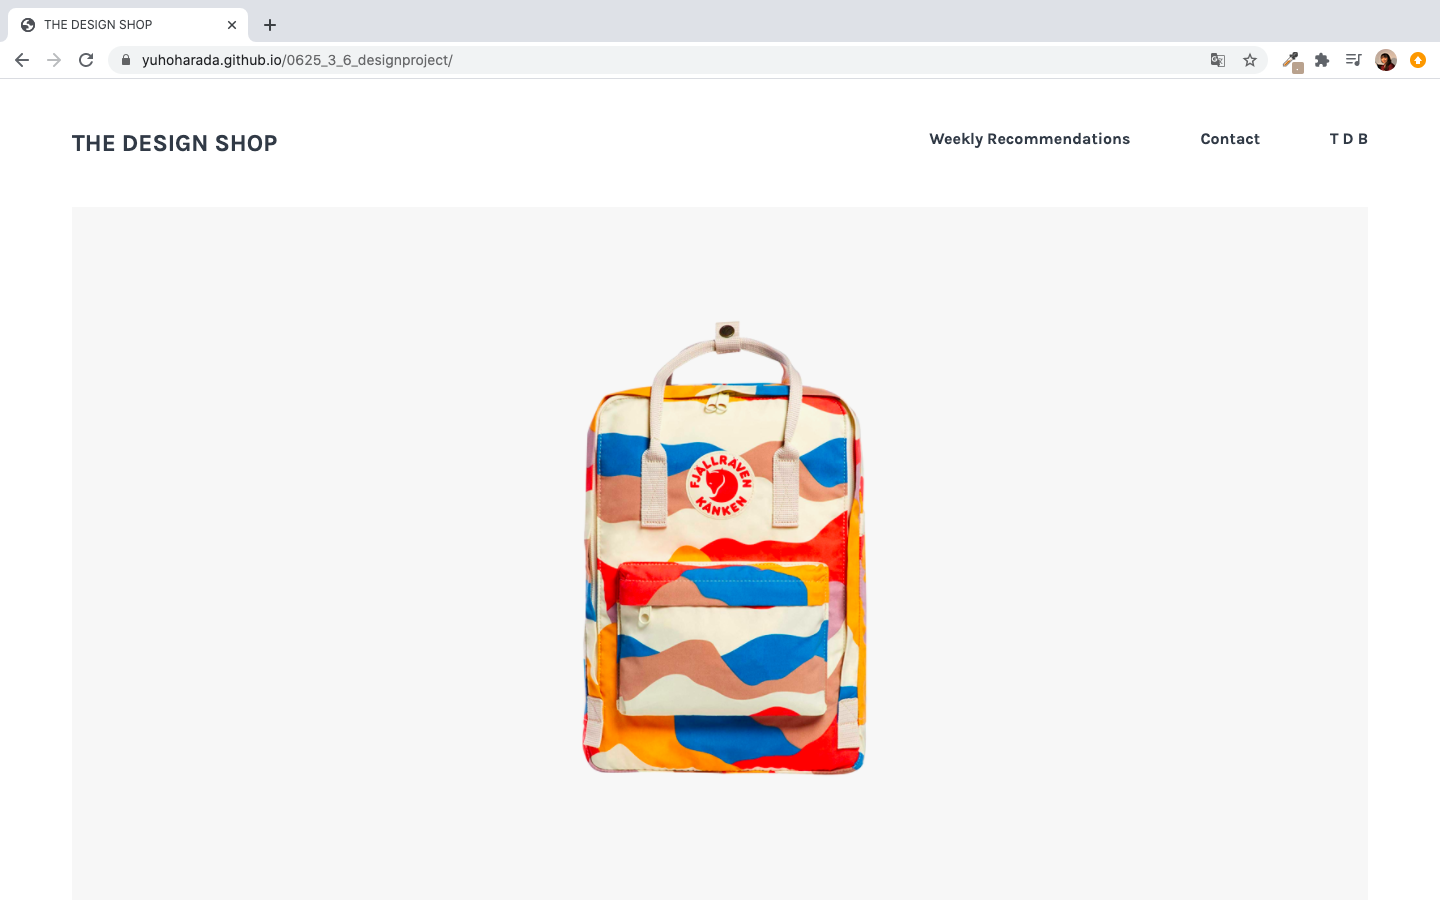 THE DESIGN SHOP
yuhoharada.github.io/0625_3_6_designproject/
THE DESIGN SHOP
Weekly Recommendations
Contact
T D B
FJÄLLRÄVEN
KÅNKEN